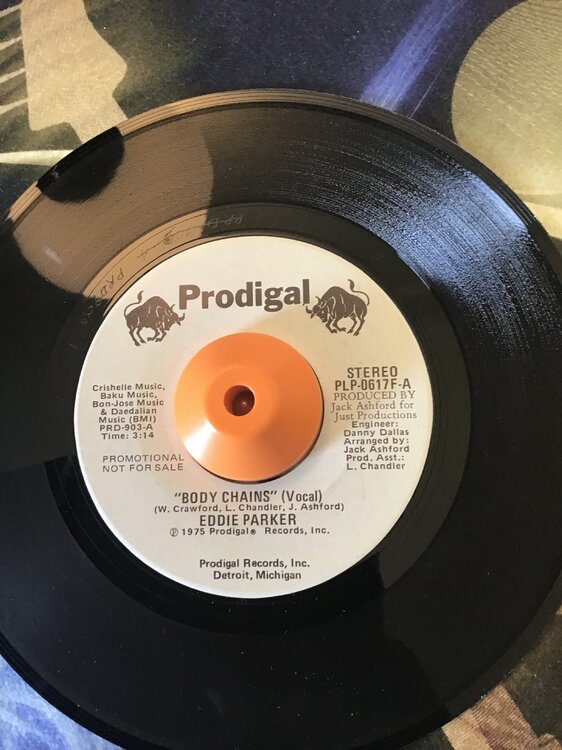 Prodigal
Crishelle Music,
Baku Music,
Bon-Jose Music
& Daedalian
Music (BMI)
PRD-903-A
Time: 3:14
PROMOTIONAL
NOT FOR SALE
STEREO
PLP-0617F-A
PRODUCED BY
Jack Ashford for
Just Productions
Engineer:
Danny Dallas
Arranged by:
Jack Ashford
Prod. Asst.:
L. Chandler
"BODY CHAINS" (Vocal)
(W. Crawford, L. Chandler, J. Ashford)
EDDIE PARKER
℗ 1975 Prodigal® Records, Inc.
Prodigal Records, Inc.
Detroit, Michigan